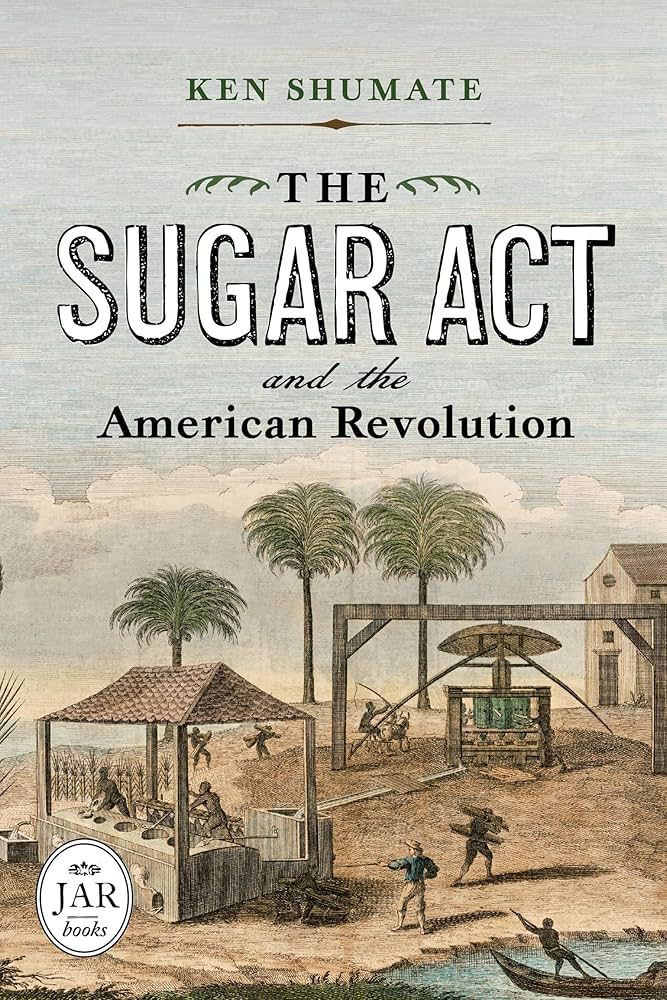 KEN SHUMATE
THE
SUGAR ACT
and the
American Revolution
JAR
books